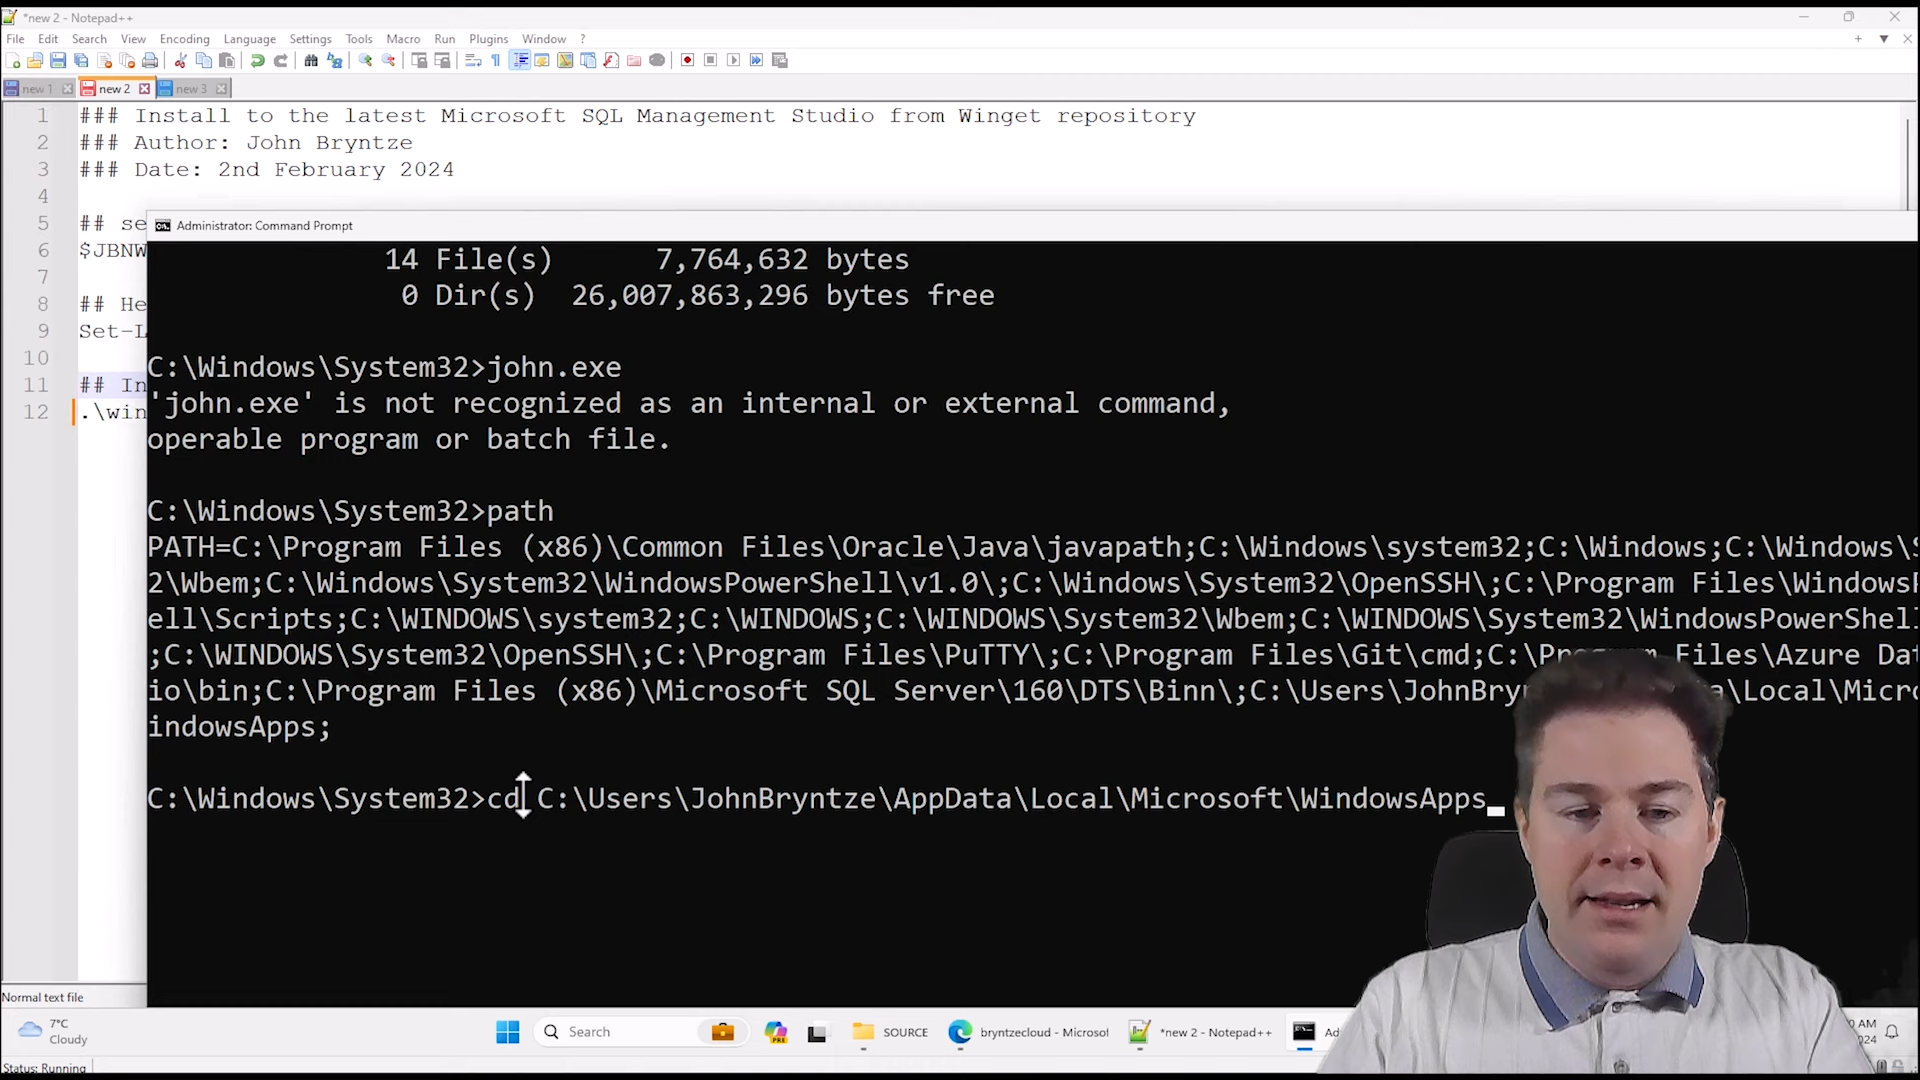 *new 2 - Notepad++
File Edit Search View Encoding Language Settings Tools Macro Run Plugins Window ?
new 1 new 2 new 3
1 ### Install to the latest Microsoft SQL Management Studio from Winget repository
2 ### Author: John Bryntze
3 ### Date: 2nd February 2024
4
5 ## se
6 $JBNW
7
8 ## He
9 Set-L
10
11 ## In
12 .\win
Administrator: Command Prompt
14 File(s) 7,764,632 bytes
0 Dir(s) 26,007,863,296 bytes free
C:\Windows\System32>john.exe
'john.exe' is not recognized as an internal or external command,
operable program or batch file.
C:\Windows\System32>path
PATH=C:\Program Files (x86)\Common Files\Oracle\Java\javapath;C:\Windows\system32;C:\Windows;C:\Windows\S
2\Wbem;C:\Windows\System32\WindowsPowerShell\v1.0\;C:\Windows\System32\OpenSSH\;C:\Program Files\WindowsP
ell\Scripts;C:\WINDOWS\system32;C:\WINDOWS;C:\WINDOWS\System32\Wbem;C:\WINDOWS\System32\WindowsPowerShell
;C:\WINDOWS\System32\OpenSSH\;C:\Program Files\PuTTY\;C:\Program Files\Git\cmd;C:\Program Files\Azure Dat
io\bin;C:\Program Files (x86)\Microsoft SQL Server\160\DTS\Binn\;C:\Users\JohnBryn a\Local\Micro
indowsApps;
C:\Windows\System32>cd C:\Users\JohnBryntze\AppData\Local\Microsoft\WindowsApps
Normal text file
7°C
Cloudy
Search
SOURCE
bryntzecloud - Microsof
*new 2 - Notepad++
Ad
AM
Status: Running